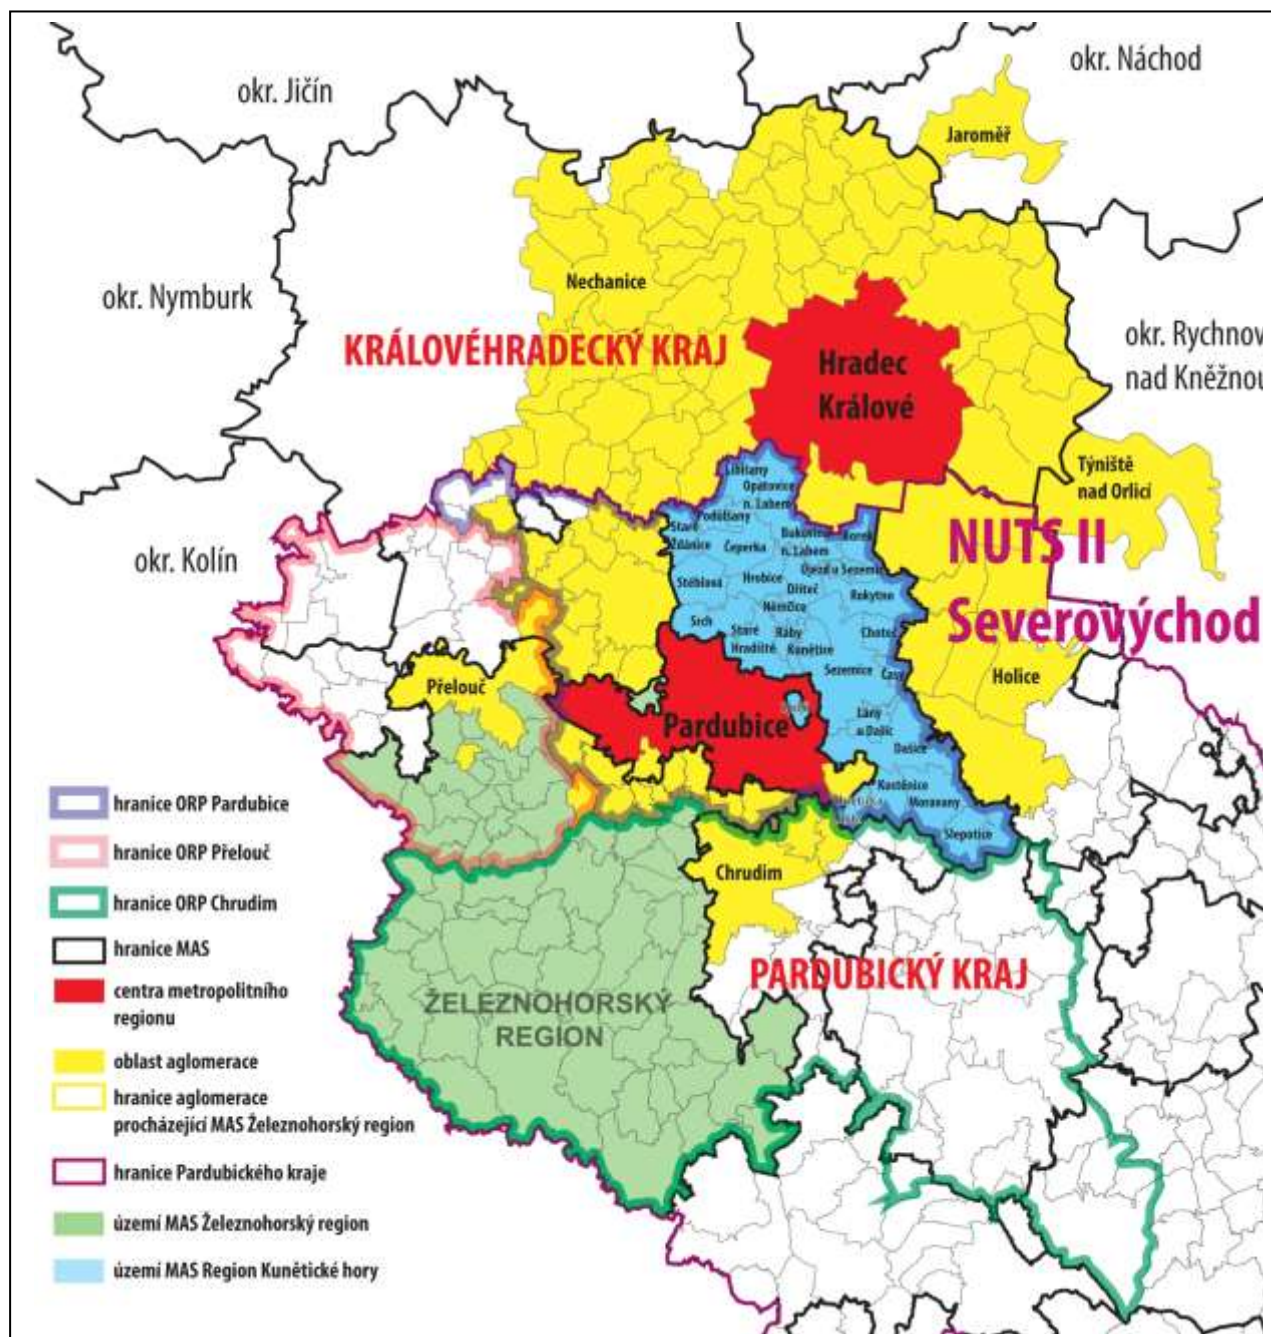 okr. Náchod
okr. Jičín
Jaroměř
Nechanice
okr. Nymburk
okr. Rychnov
nad Kněžnou
KRÁLOVÉHRADECKÝ KRAJ
Hradec
Králové
Týniště
nad Orlicí
Libišany
Opatovice
n. Labem
Podůlšany
Staré
Ždánice
Čeperka
Bukovina
n. Labem
Borek
NUTS II
Severovýchod
okr. Kolín
Stéblová
Hrobice
Dříteč
Újezd u Sezemic
Rokytno
Němčice
Srch
Staré
Hradiště
Ráby
Kunětice
Choteč
Sezemice
Časy
Holice
Přelouč
Pardubice
Lány
u Dašic
Dašice
Kostěnice
Moravany
Slepotice
Chrudim
PARDUBICKÝ KRAJ
ŽELEZNOHORSKÝ
REGION
hranice ORP Pardubice
hranice ORP Přelouč
hranice ORP Chrudim
hranice MAS
centra metropolitního
regionu
oblast aglomerace
hranice aglomerace
procházející MAS Železnohorský region
hranice Pardubického kraje
území MAS Železnohorský region
území MAS Region Kunětické hory